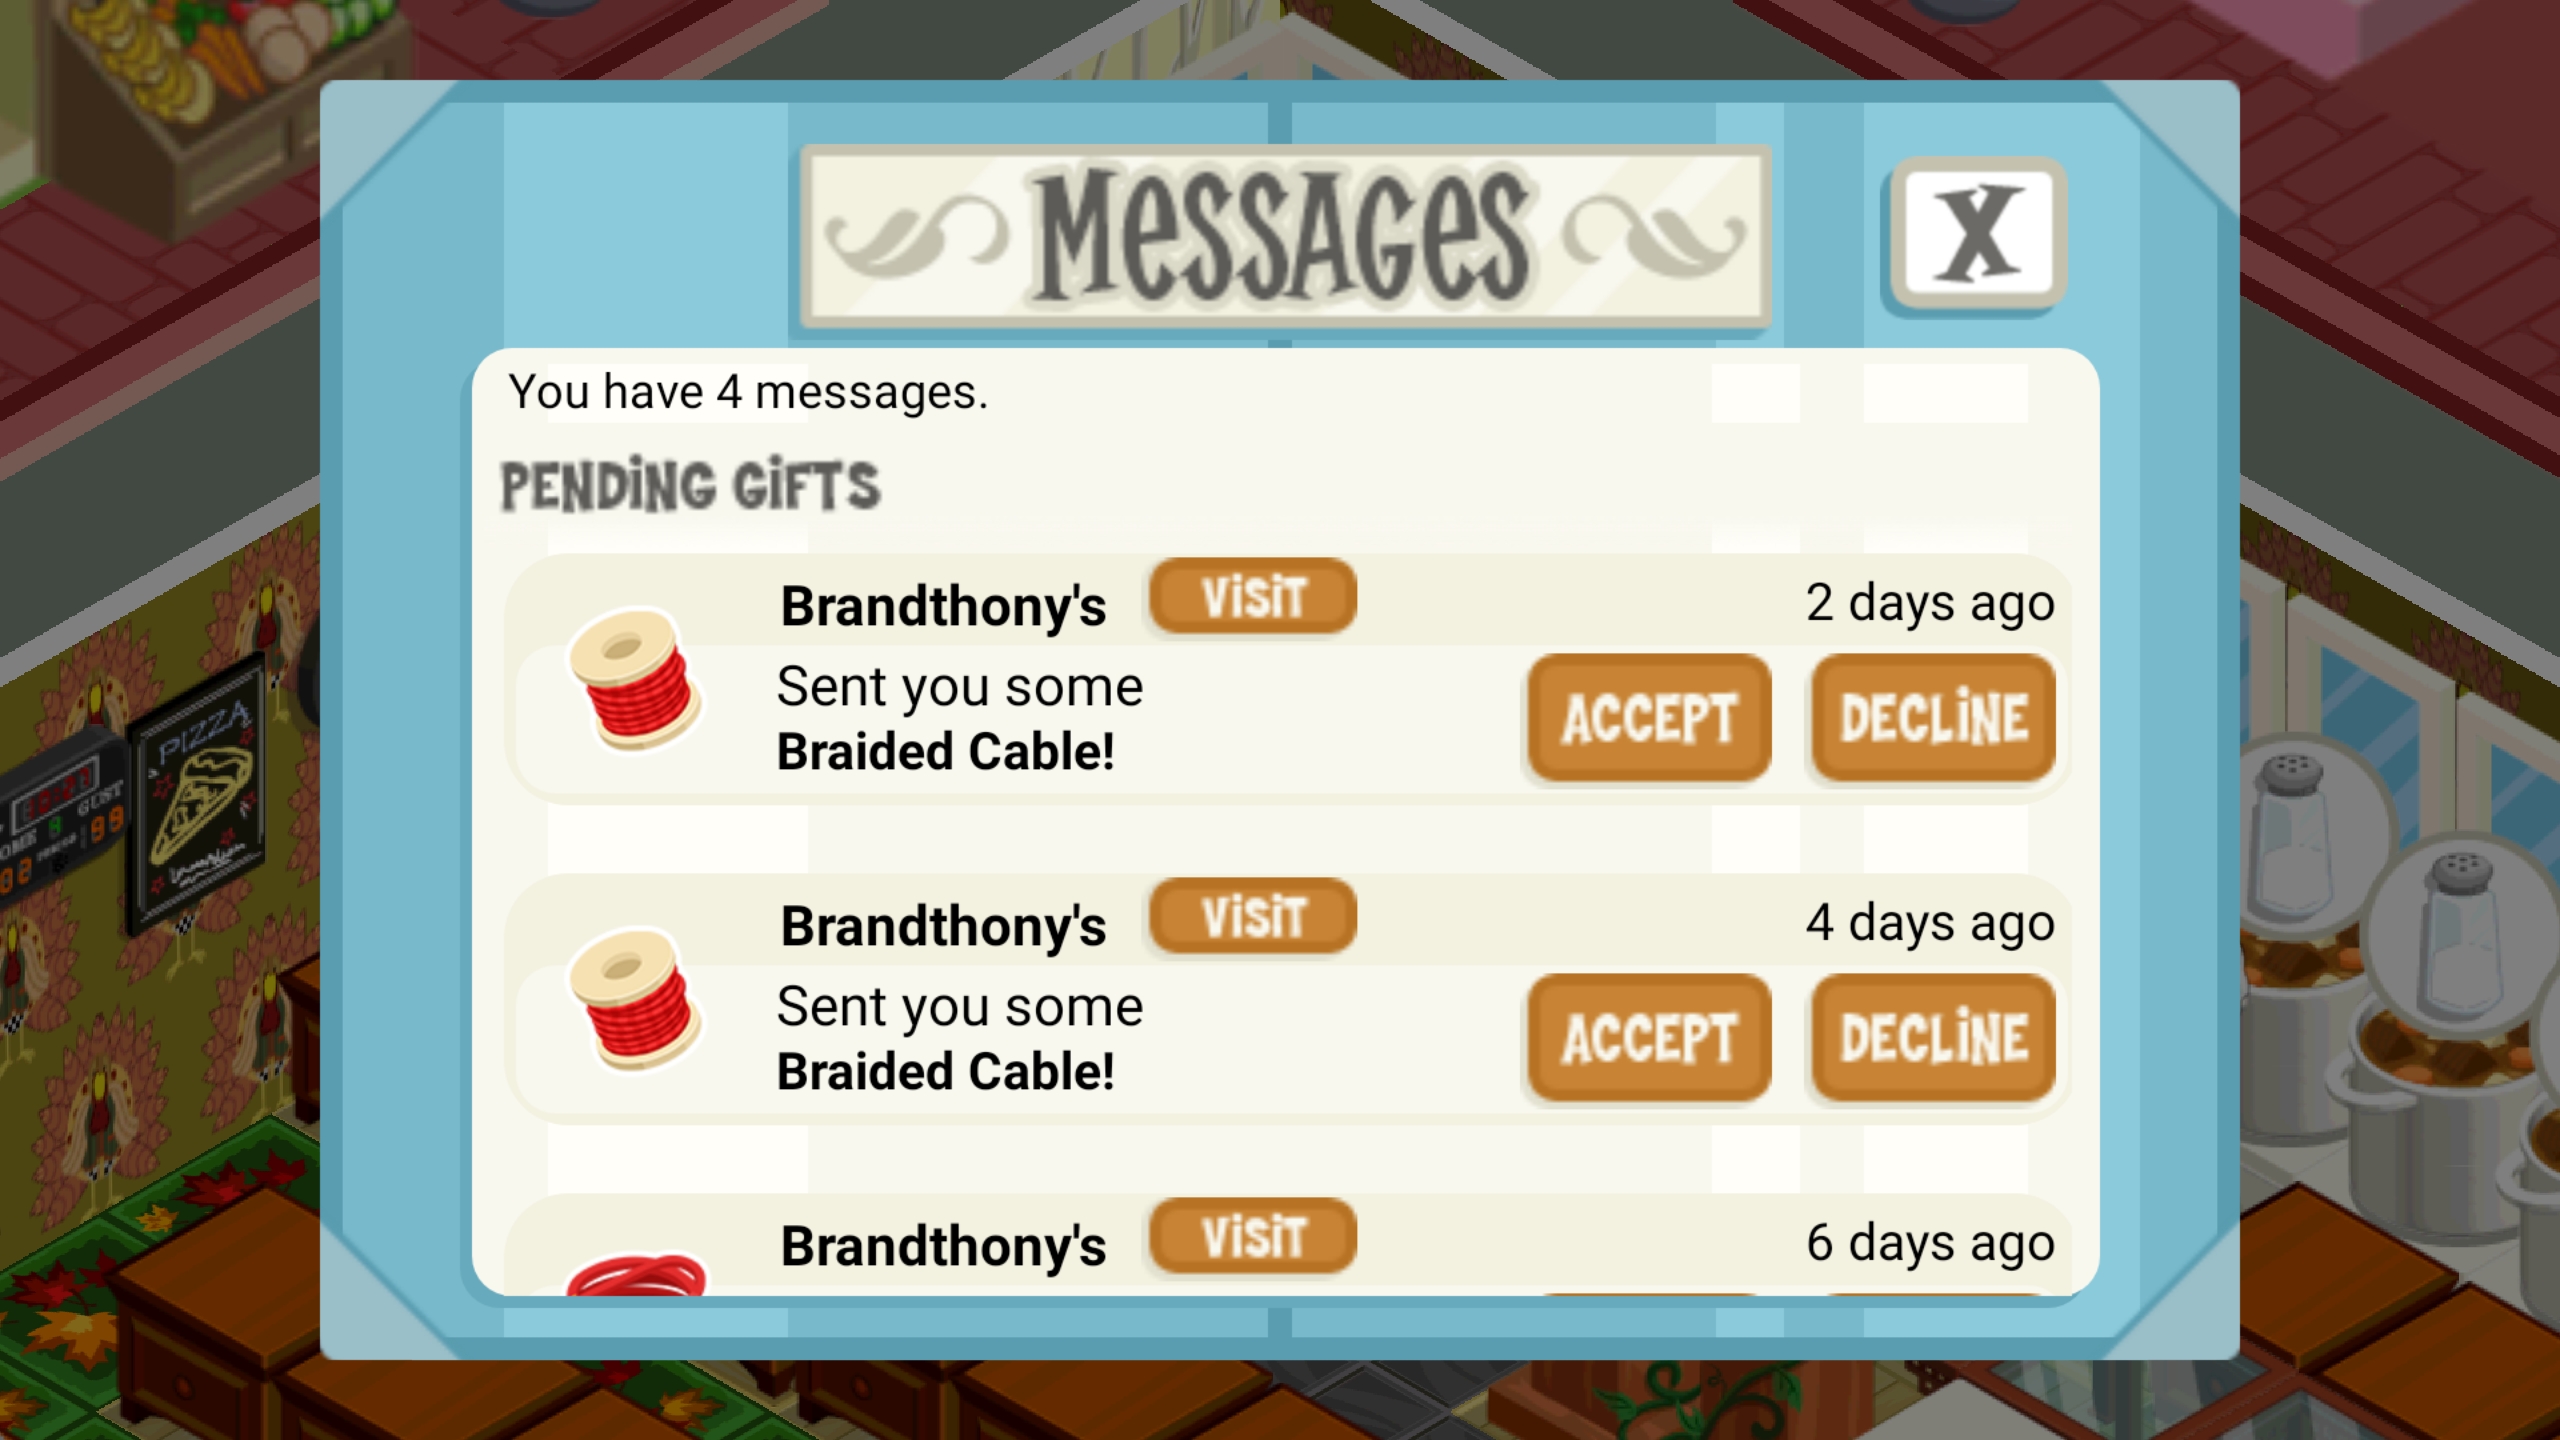 MESSAGES
X
You have 4 messages.
PENDING GIFTS
Brandthony's VISIT 2 days ago
Sent you some
Braided Cable!
ACCEPT DECLINE
Brandthony's VISIT 4 days ago
Sent you some
Braided Cable!
ACCEPT DECLINE
Brandthony's VISIT 6 days ago
PIZZA
GUST